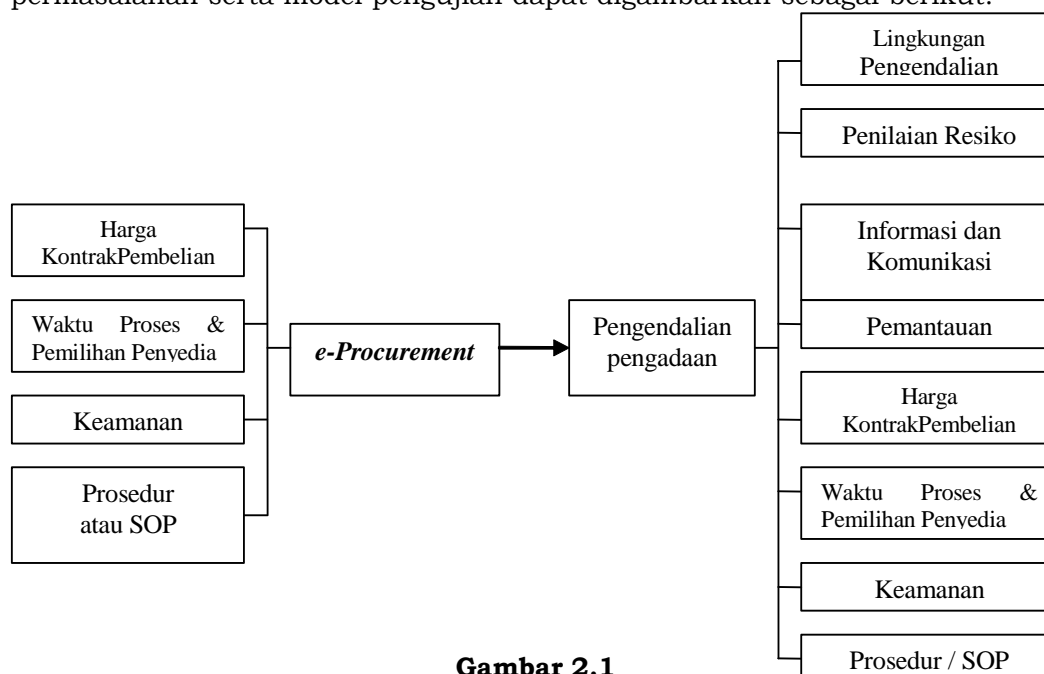 permasalahan serta model pengujian dapat digambarkan sebagai berikut:
Harga
KontrakPembelian
Waktu Proses &
Pemilihan Penyedia
Keamanan
Prosedur
atau SOP
e-Procurement
Pengendalian
pengadaan
Lingkungan
Pengendalian
Penilaian Resiko
Informasi dan
Komunikasi
Pemantauan
Harga
KontrakPembelian
Waktu Proses &
Pemilihan Penyedia
Keamanan
Prosedur / SOP
Gambar 2.1